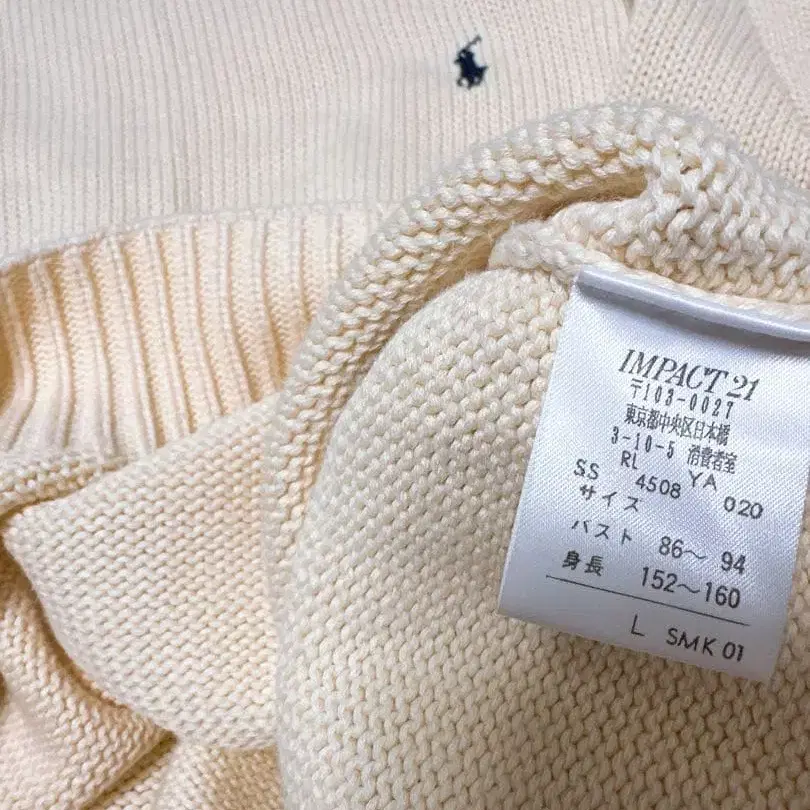 IMPACT 21
〒103-0027
東京都中央区日本橋
3-10-5 消費者室
RL YA
SS 4508 020
サイズ
バスト 86〜 94
身長 152〜160
L SMK 01